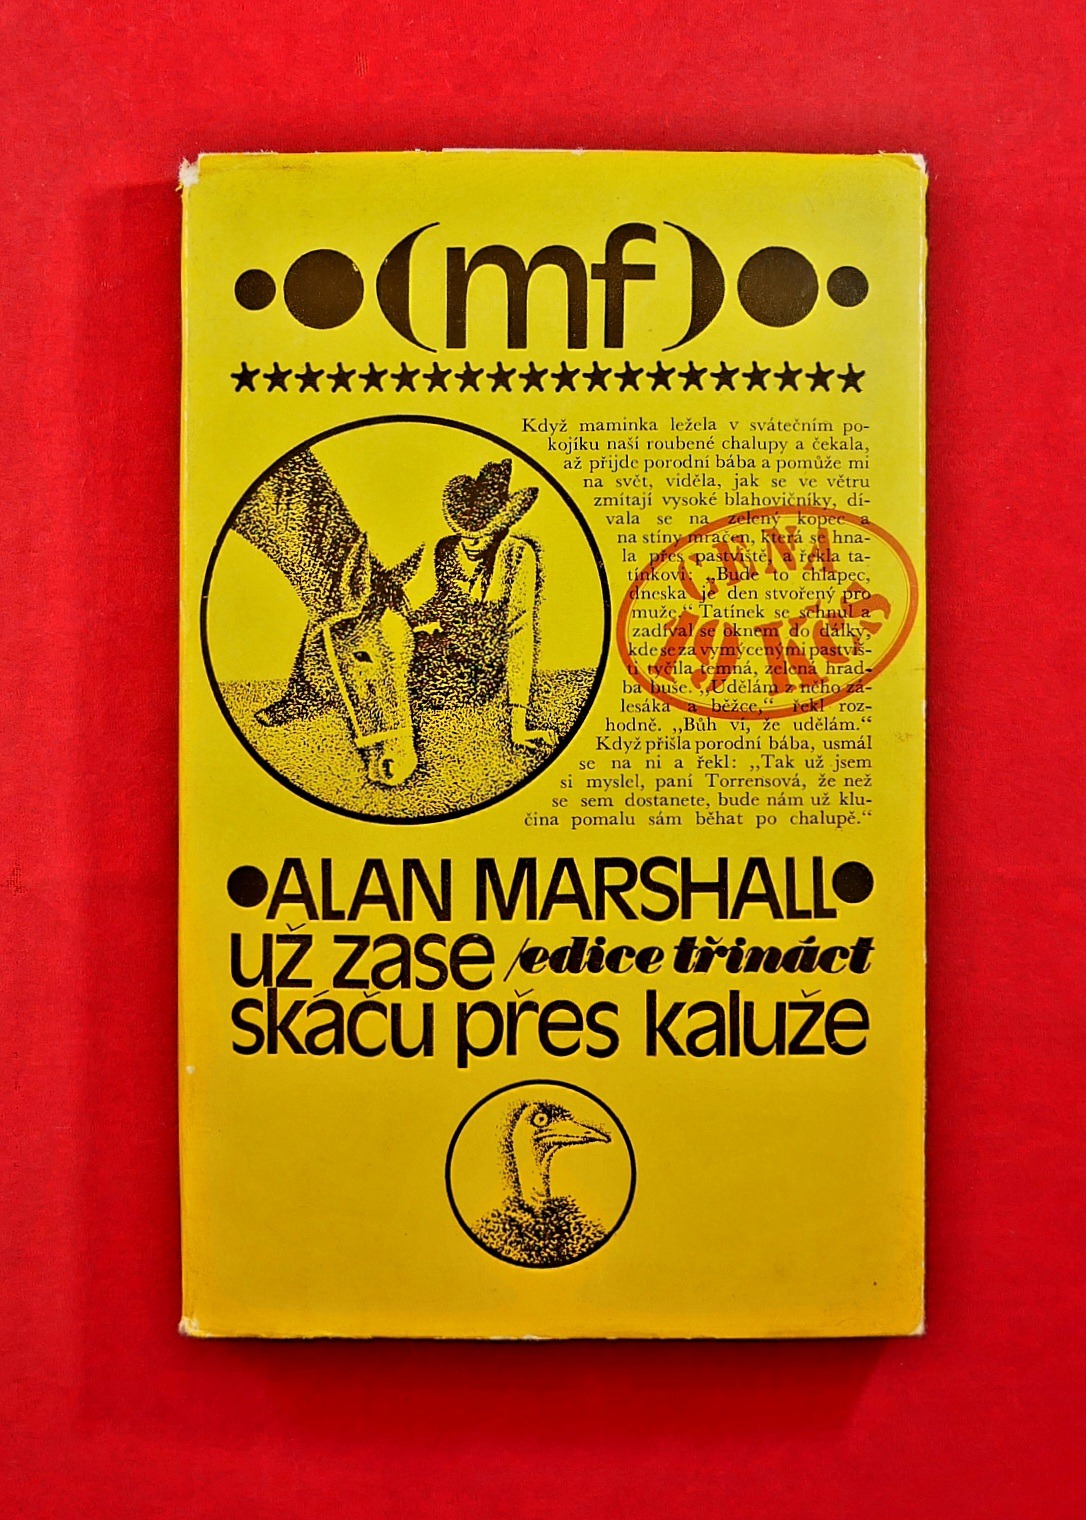 (mf)
Když maminka ležela v svátečním po-
kojíku naší roubené chalupy a čekala,
až přijde porodní bába a pomůže mi
na svět, viděla, jak se ve větru
zmítají vysoké blahovičníky, dí-
vala se na zelený kopec a
na stíny mračen, která se hna-
la přes pastviště, a řekla ta-
tínkovi: „Bude to chlapec,
dneska je den stvořený pro
muže.“ Tatínek se schnul a
zadíval se oknem do dálky,
kde se za vymýcenými pastviš-
ti tyčila temná, zelená hrad-
ba buše. „Udělám z něho zá-
lesáka a běžce,“ řekl roz-
hodně. „Bůh ví, že udělám.“
Když přišla porodní bába, usmál
se na ni a řekl: „Tak už jsem
si myslel, paní Torrensová, že než
se sem dostanete, bude nám už klu-
čina pomalu sám běhat po chalupě.“
CENA
19 Kčs
ALAN MARSHALL
už zase /edice třináct
skáču přes kaluže